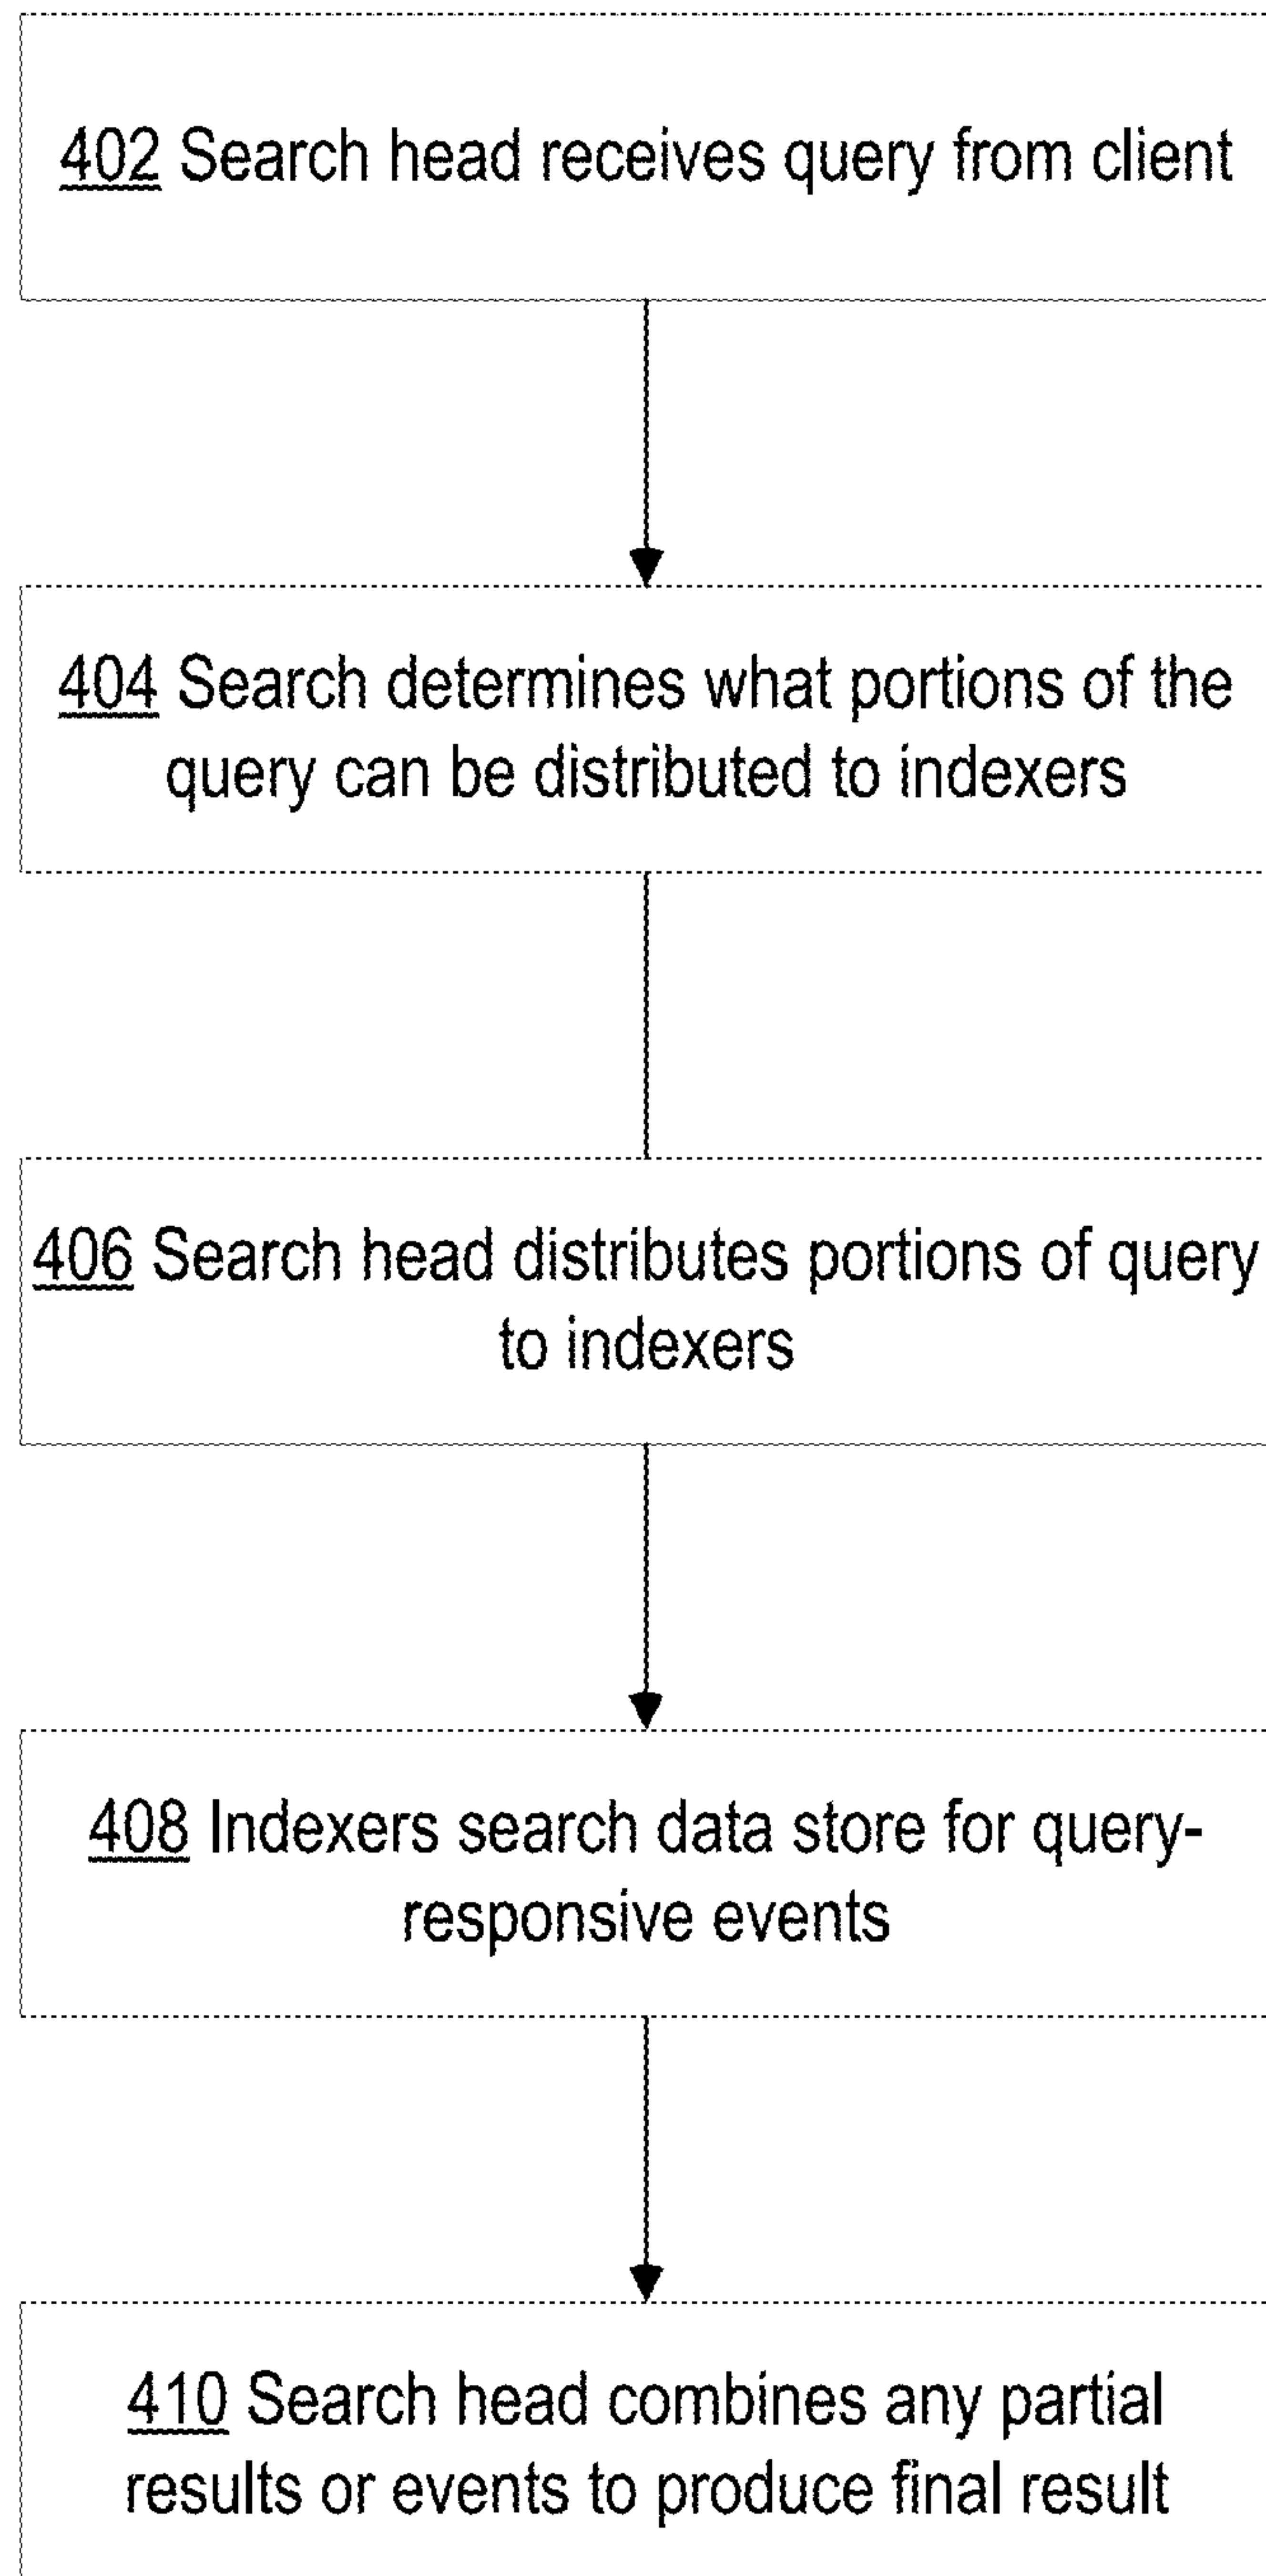 402 Search head receives query from client
404 Search determines what portions of the
query can be distributed to indexers
406 Search head distributes portions of query
to indexers
408 Indexers search data store for query-
responsive events
410 Search head combines any partial
results or events to produce final result